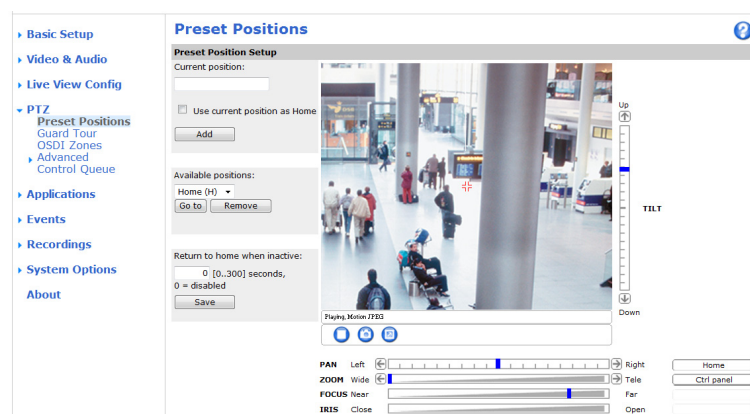 Basic Setup
Video & Audio
Live View Config
PTZ
Preset Positions
Guard Tour
OSDI Zones
Advanced
Control Queue
Applications
Events
Recordings
System Options
About
Preset Positions
?
Preset Position Setup
Current position:
Use current position as Home
Add
Available positions:
Home (H)
Go to
Remove
Return to home when inactive:
0 [0..300] seconds,
0 = disabled
Save
Playing, Motion JPEG
Up
TILT
Down
PAN Left Right Home
ZOOM Wide Tele Ctrl panel
FOCUS Near Far
IRIS Close Open